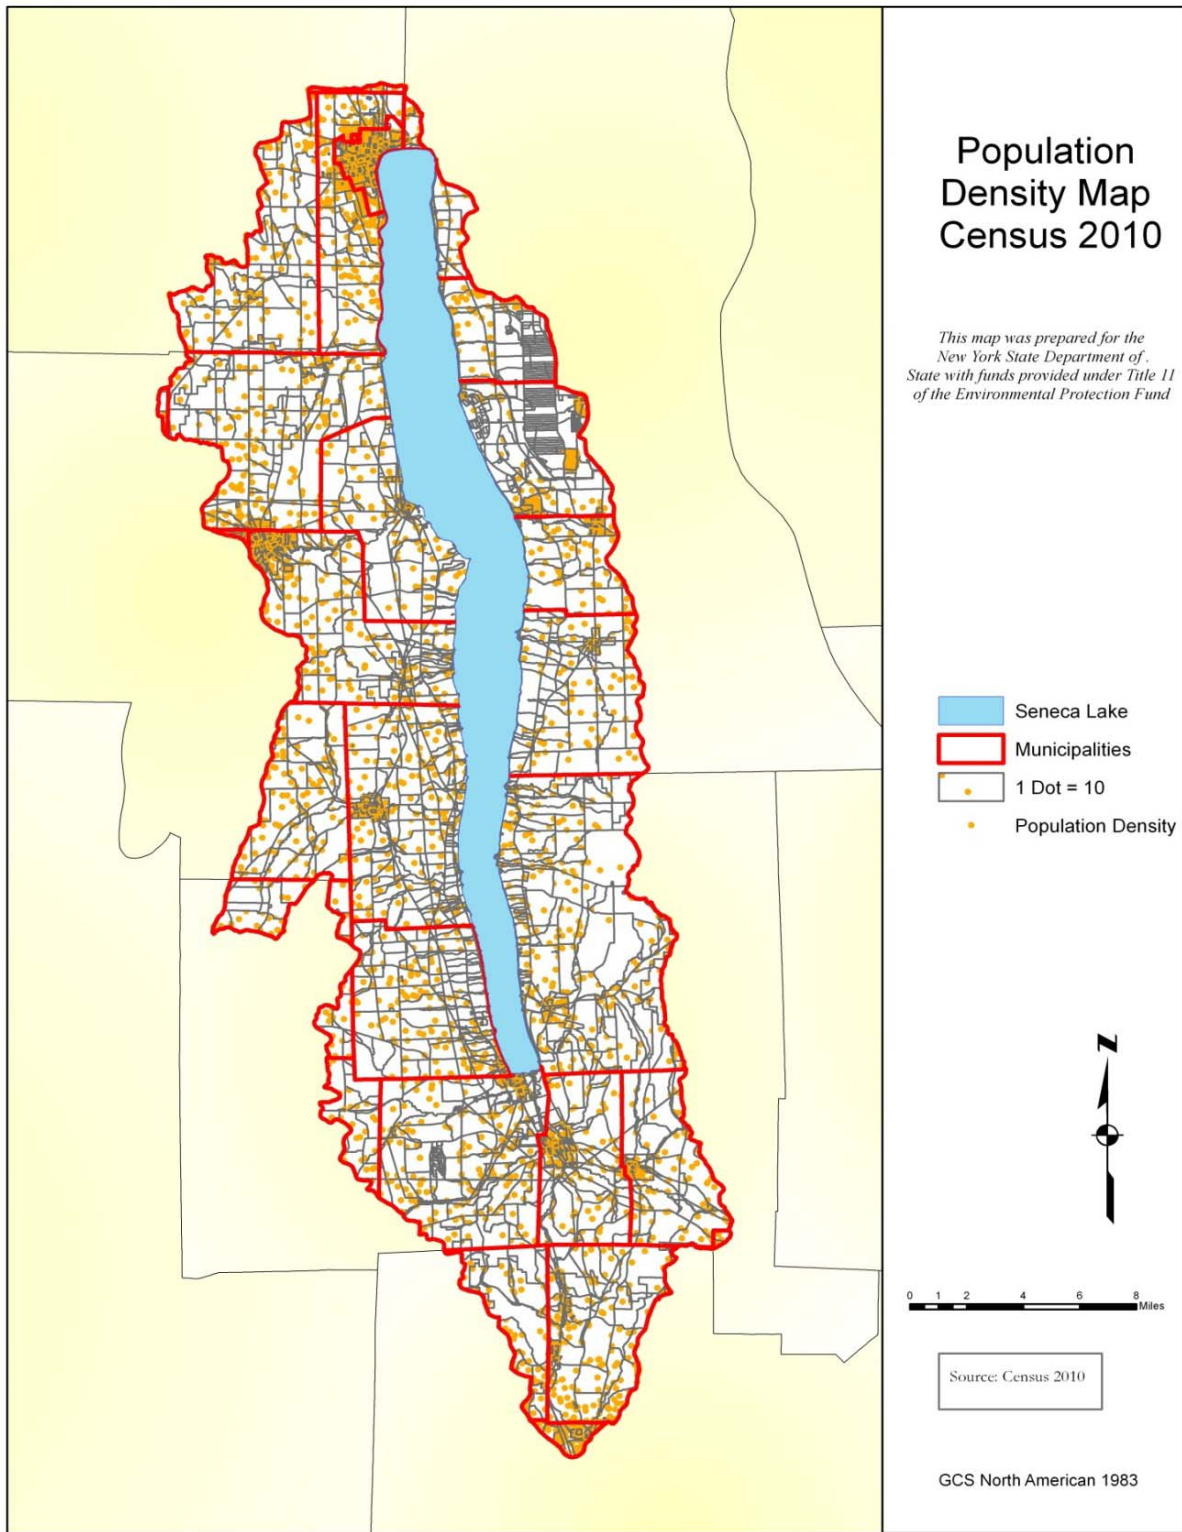 Population
Density Map
Census 2010
This map was prepared for the
New York State Department of .
State with funds provided under Title 11
of the Environmental Protection Fund
Seneca Lake
Municipalities
1 Dot = 10
Population Density
N
0 1 2 4 6 8
Miles
Source: Census 2010
GCS North American 1983